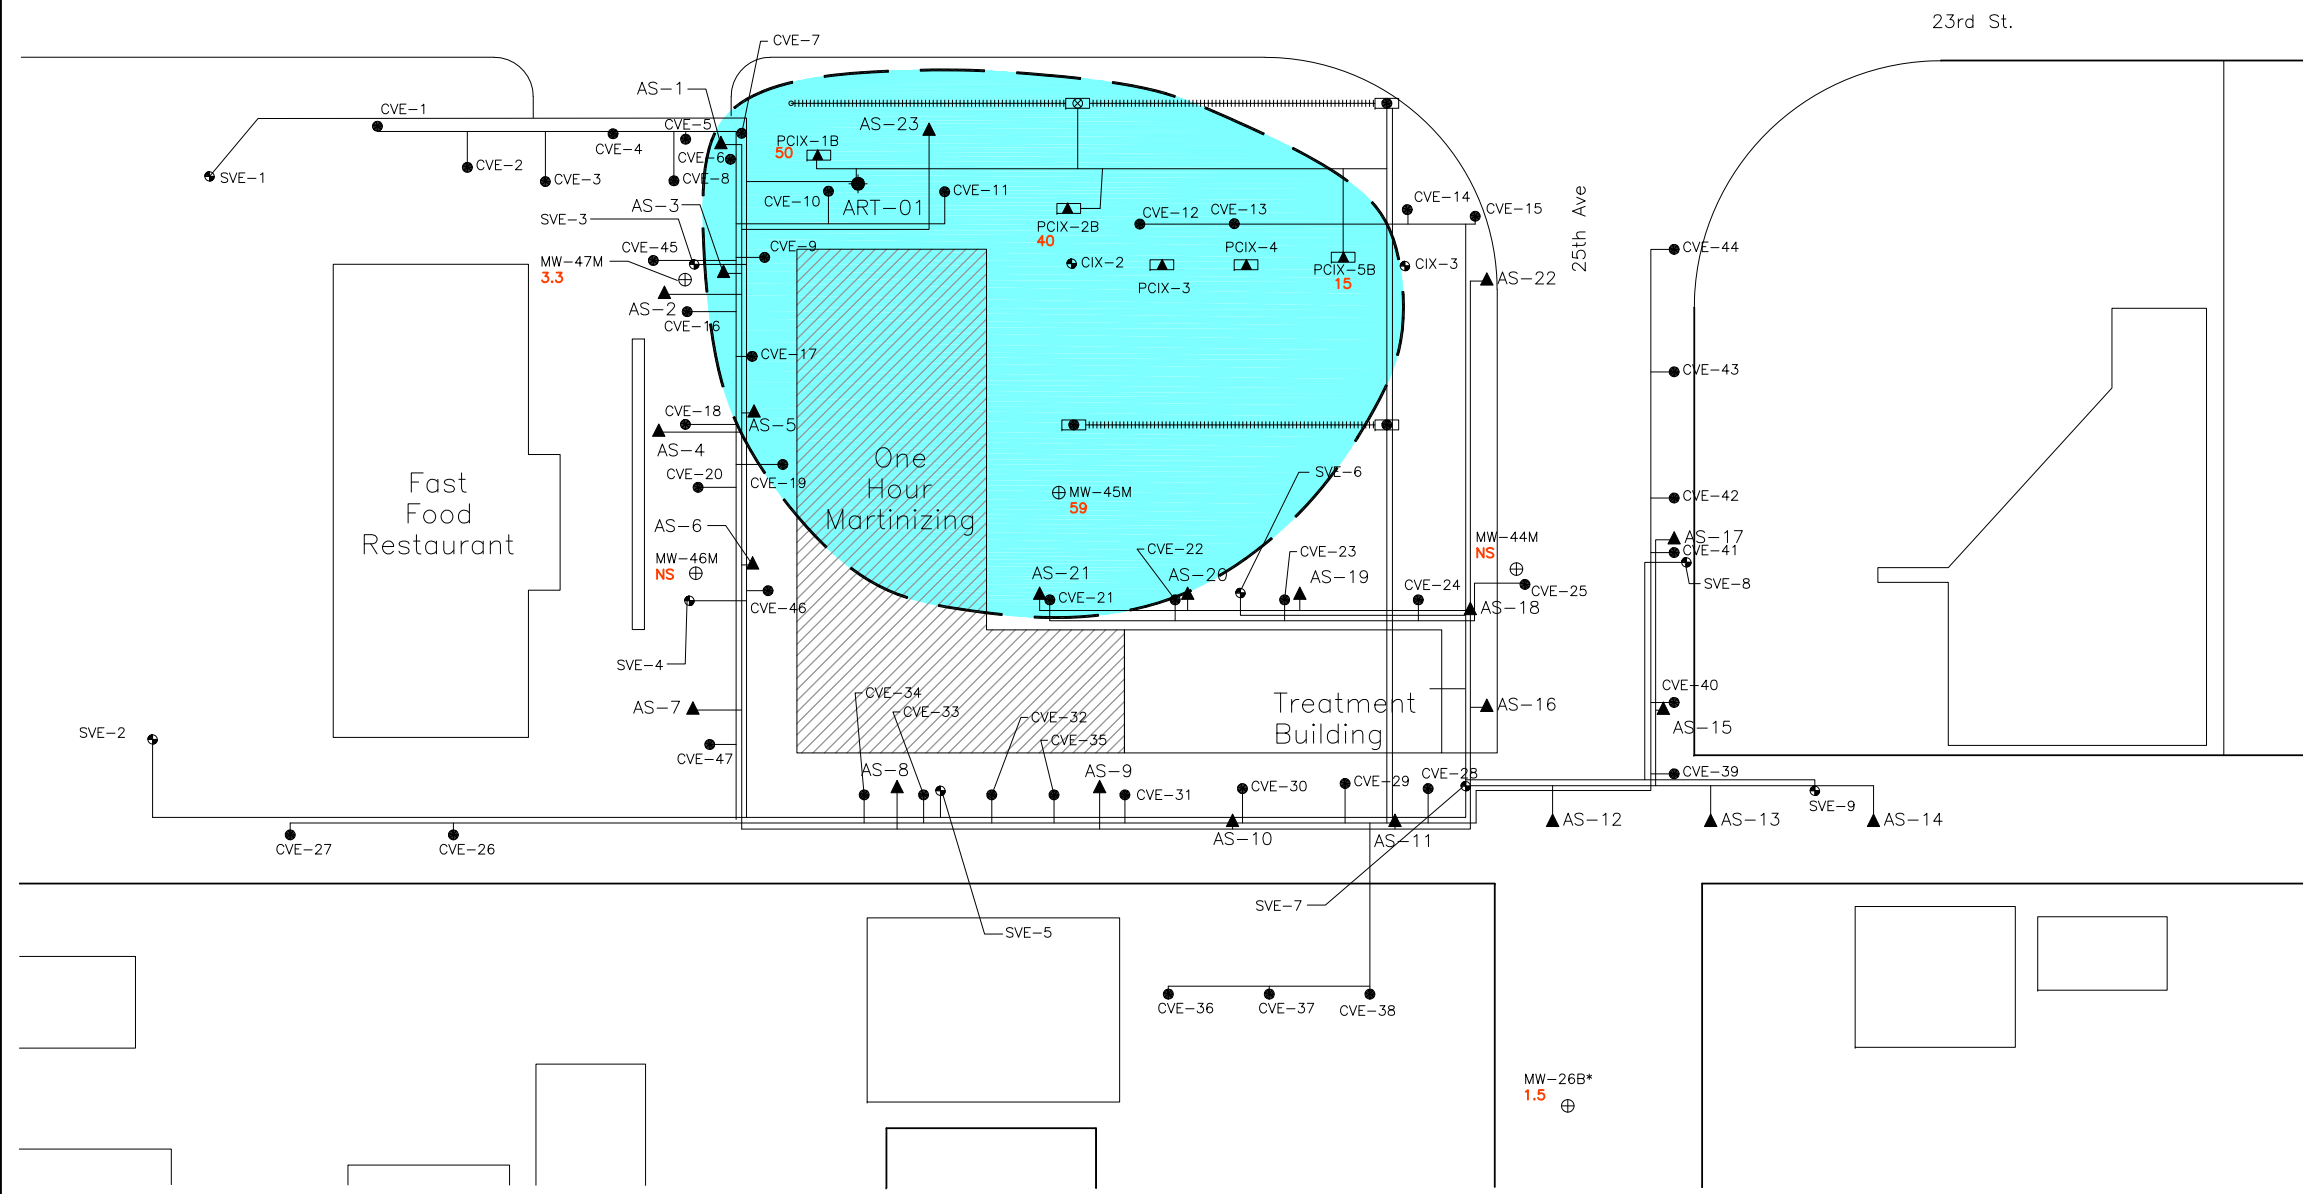 23rd St.
CVE-7
AS-1
CVE-1
CVE-5
AS-23
CVE-4
PCIX-1B
50
CVE-6
CVE-2
SVE-1
CVE-3
CVE-8
CVE-11
CVE-10
AS-3
ART-01
CVE-14
CVE-15
CVE-12
CVE-13
SVE-3
PCIX-2B
40
25th Ave
CVE-45
CVE-9
PCIX-4
CVE-44
MW-47M
3.3
CIX-2
CIX-3
PCIX-5B
15
AS-22
PCIX-3
AS-2
CVE-16
CVE-17
CVE-43
CVE-18
AS-5
AS-4
One
Hour
Martinizing
CVE-20
CVE-19
SVE-6
Fast
Food
Restaurant
MW-45M
59
CVE-42
AS-6
MW-44M
NS
AS-17
CVE-41
CVE-22
CVE-23
MW-46M
NS
AS-21
AS-20
AS-19
CVE-24
CVE-25
SVE-8
CVE-21
CVE-46
AS-18
SVE-4
CVE-34
CVE-40
AS-7
CVE-33
CVE-32
Treatment
Building
AS-16
AS-15
SVE-2
CVE-35
CVE-47
AS-8
AS-9
CVE-28
CVE-39
CVE-31
CVE-30
CVE-29
SVE-9
AS-12
AS-13
AS-14
CVE-27
CVE-26
AS-10
AS-11
SVE-7
SVE-5
CVE-36
CVE-37
CVE-38
MW-26B*
1.5